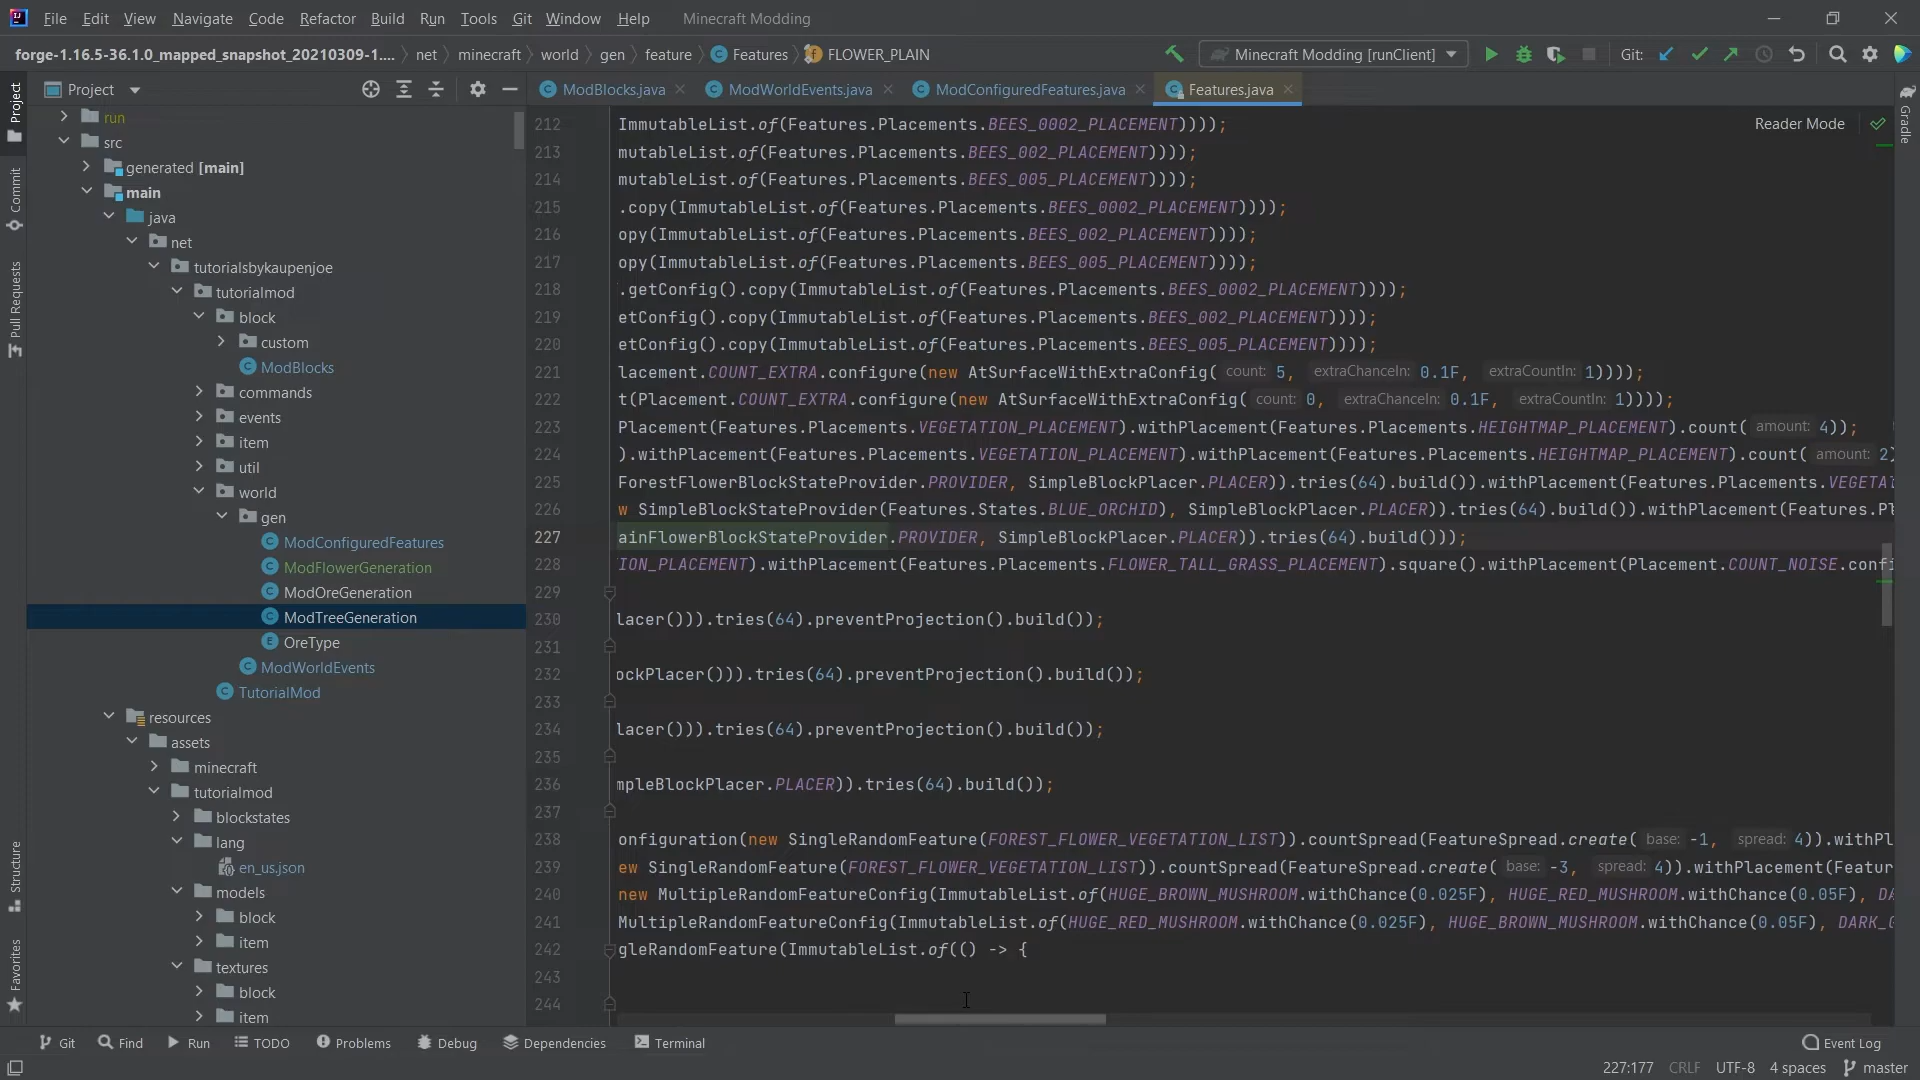 File Edit View Navigate Code Refactor Build Run Tools Git Window Help Minecraft Modding
forge-1.16.5-36.1.0_mapped_snapshot_20210309-1.... net minecraft world gen feature Features FLOWER_PLAIN Minecraft Modding [runClient] Git:
Project ModBlocks.java ModWorldEvents.java ModConfiguredFeatures.java Features.java
Reader Mode
Project
Commit
Pull Requests
Structure
Favorites
Gradle
run
src
generated [main]
main
java
net
tutorialsbykaupenjoe
tutorialmod
block
custom
ModBlocks
commands
events
item
util
world
gen
ModConfiguredFeatures
ModFlowerGeneration
ModOreGeneration
ModTreeGeneration
OreType
ModWorldEvents
TutorialMod
resources
assets
minecraft
tutorialmod
blockstates
lang
en_us.json
models
block
item
textures
block
item
212 ImmutableList.of(Features.Placements.BEES_0002_PLACEMENT))));
213 mutableList.of(Features.Placements.BEES_002_PLACEMENT))));
214 mutableList.of(Features.Placements.BEES_005_PLACEMENT))));
215 .copy(ImmutableList.of(Features.Placements.BEES_0002_PLACEMENT))));
216 opy(ImmutableList.of(Features.Placements.BEES_002_PLACEMENT))));
217 opy(ImmutableList.of(Features.Placements.BEES_005_PLACEMENT))));
218 .getConfig().copy(ImmutableList.of(Features.Placements.BEES_0002_PLACEMENT))));
219 etConfig().copy(ImmutableList.of(Features.Placements.BEES_002_PLACEMENT))));
220 etConfig().copy(ImmutableList.of(Features.Placements.BEES_005_PLACEMENT))));
221 lacement.COUNT_EXTRA.configure(new AtSurfaceWithExtraConfig( count: 5, extraChanceIn: 0.1F, extraCountIn: 1))));
222 t(Placement.COUNT_EXTRA.configure(new AtSurfaceWithExtraConfig( count: 0, extraChanceIn: 0.1F, extraCountIn: 1))));
223 Placement(Features.Placements.VEGETATION_PLACEMENT).withPlacement(Features.Placements.HEIGHTMAP_PLACEMENT).count( amount: 4));
224 ).withPlacement(Features.Placements.VEGETATION_PLACEMENT).withPlacement(Features.Placements.HEIGHTMAP_PLACEMENT).count( amount: 2)
225 ForestFlowerBlockStateProvider.PROVIDER, SimpleBlockPlacer.PLACER)).tries(64).build()).withPlacement(Features.Placements.VEGETA
226 w SimpleBlockStateProvider(Features.States.BLUE_ORCHID), SimpleBlockPlacer.PLACER)).tries(64).build()).withPlacement(Features.Pl
227 ainFlowerBlockStateProvider.PROVIDER, SimpleBlockPlacer.PLACER)).tries(64).build()));
228 ION_PLACEMENT).withPlacement(Features.Placements.FLOWER_TALL_GRASS_PLACEMENT).square().withPlacement(Placement.COUNT_NOISE.confi
229
230 lacer())).tries(64).preventProjection().build());
231
232 ockPlacer())).tries(64).preventProjection().build());
233
234 lacer())).tries(64).preventProjection().build());
235
236 mpleBlockPlacer.PLACER)).tries(64).build());
237
238 onfiguration(new SingleRandomFeature(FOREST_FLOWER_VEGETATION_LIST)).countSpread(FeatureSpread.create( base: -1, spread: 4)).withPl
239 ew SingleRandomFeature(FOREST_FLOWER_VEGETATION_LIST)).countSpread(FeatureSpread.create( base: -3, spread: 4)).withPlacement(Featur
240 new MultipleRandomFeatureConfig(ImmutableList.of(HUGE_BROWN_MUSHROOM.withChance(0.025F), HUGE_RED_MUSHROOM.withChance(0.05F), DA
241 MultipleRandomFeatureConfig(ImmutableList.of(HUGE_RED_MUSHROOM.withChance(0.025F), HUGE_BROWN_MUSHROOM.withChance(0.05F), DARK_O
242 gleRandomFeature(ImmutableList.of(() -> {
243
244
Git Find Run TODO Problems Debug Dependencies Terminal Event Log
227:177 CRLF UTF-8 4 spaces master